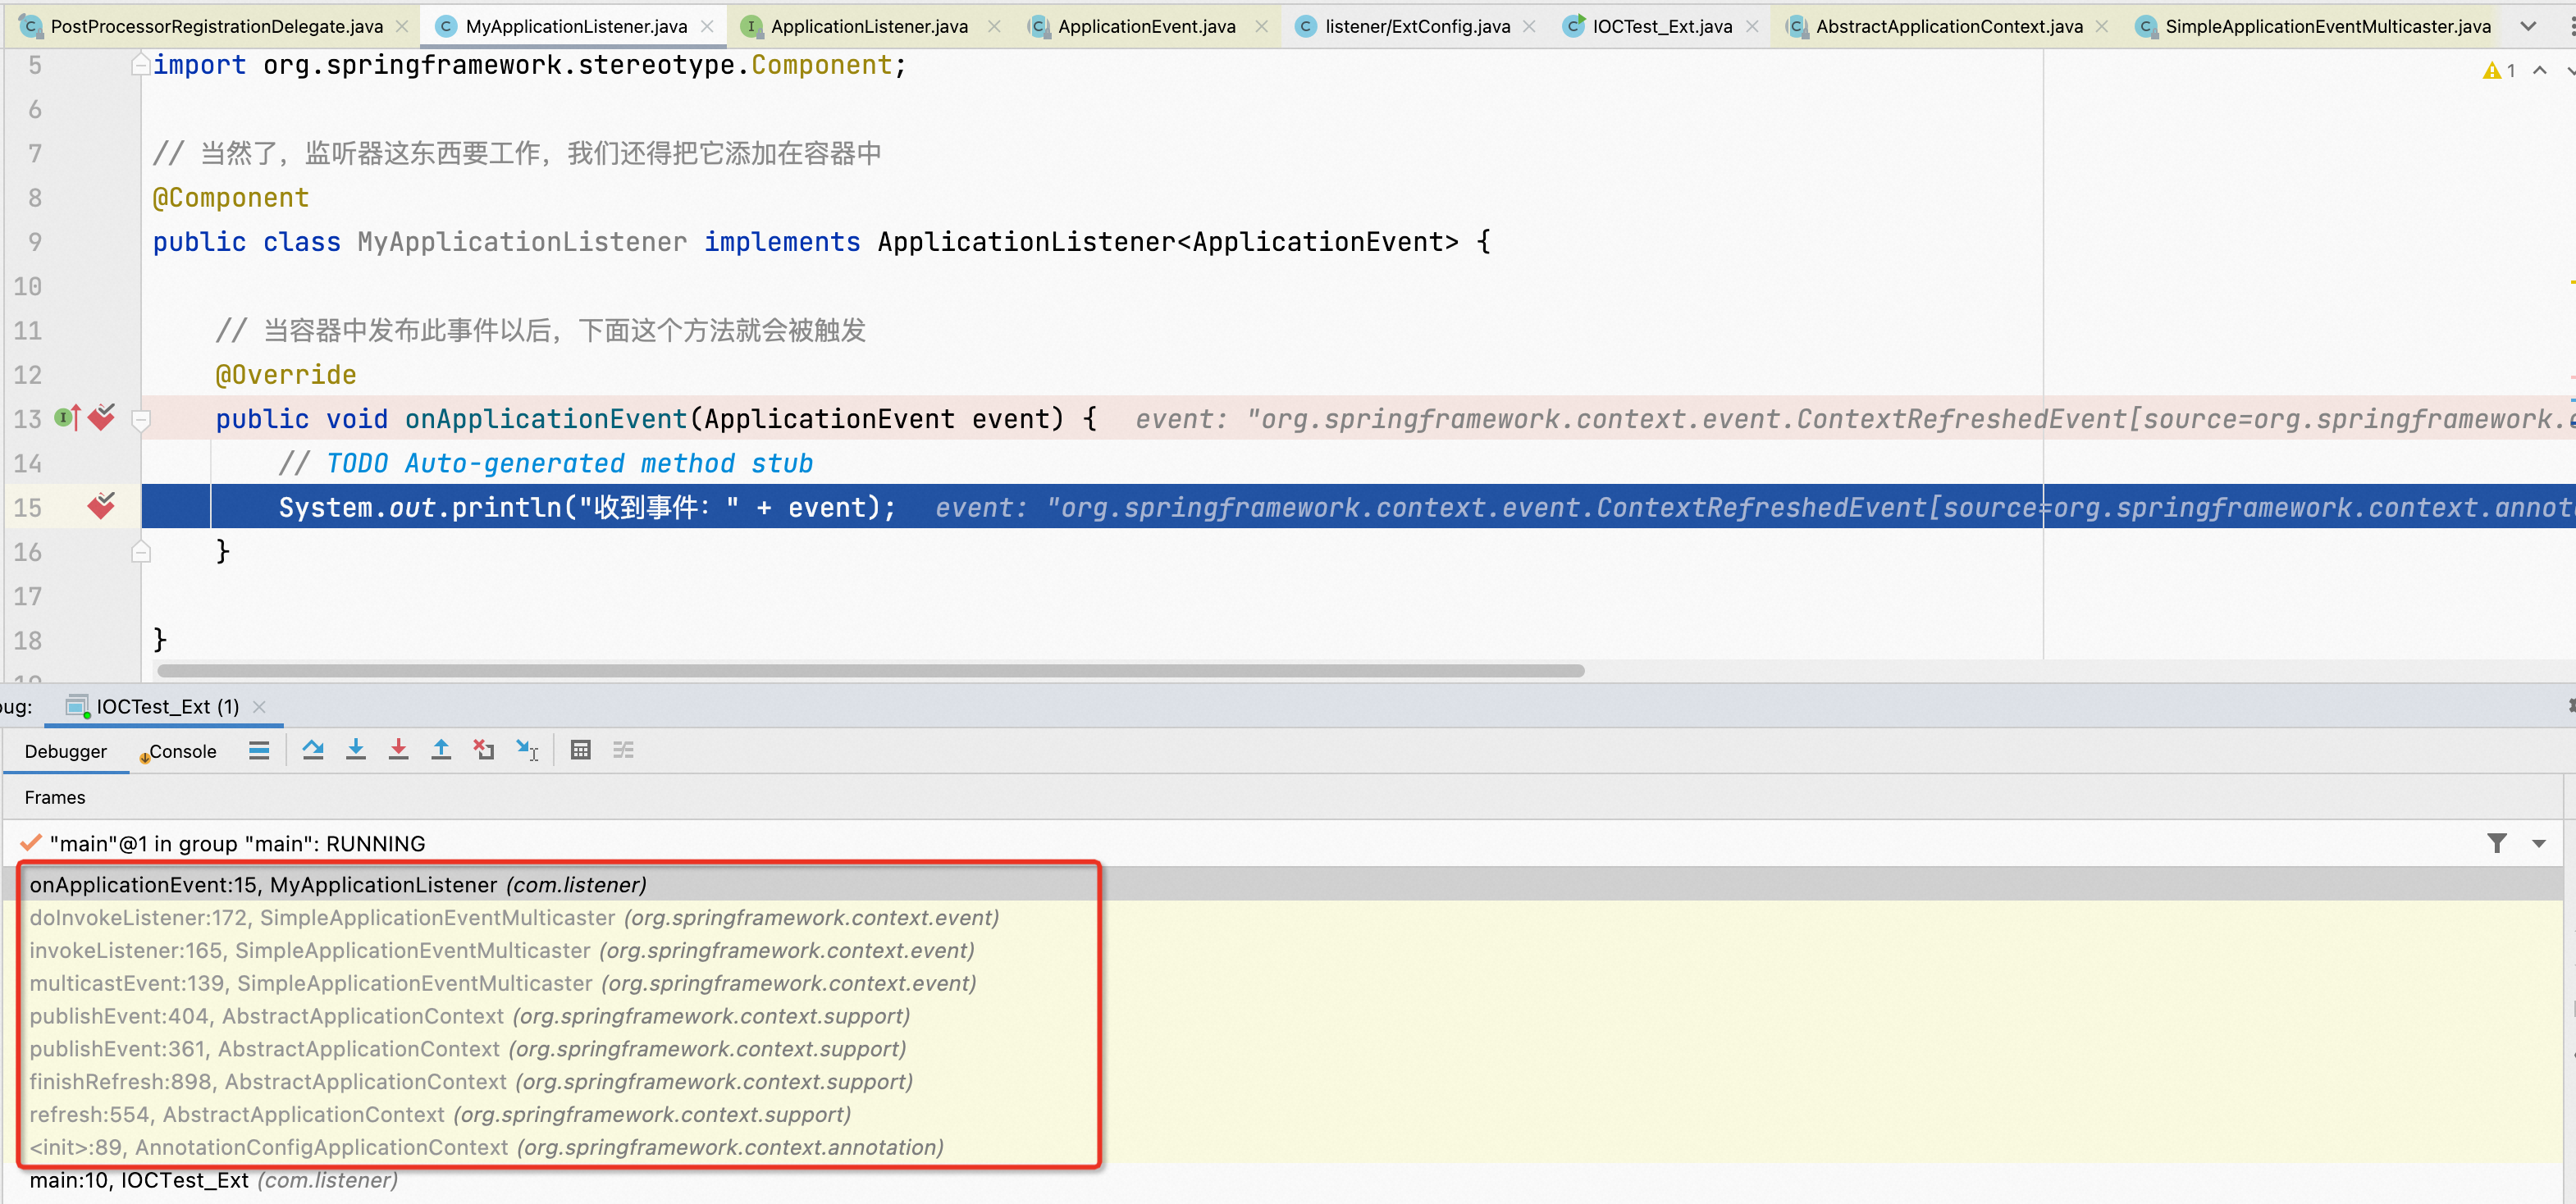 PostProcessorRegistrationDelegate.java MyApplicationListener.java ApplicationListener.java ApplicationEvent.java listener/ExtConfig.java IOCTest_Ext.java AbstractApplicationContext.java SimpleApplicationEventMulticaster.java
5 import org.springframework.stereotype.Component;
1
6
7 // 当然了，监听器这东西要工作，我们还得把它添加在容器中
8 @Component
9 public class MyApplicationListener implements ApplicationListener<ApplicationEvent> {
10
11 // 当容器中发布此事件以后，下面这个方法就会被触发
12 @Override
13 public void onApplicationEvent(ApplicationEvent event) { event: "org.springframework.context.event.ContextRefreshedEvent[source=org.springframework.
14 // TODO Auto-generated method stub
15 System.out.println("收到事件：" + event); event: "org.springframework.context.event.ContextRefreshedEvent[source=org.springframework.context.annot
16 }
17
18 }
ug: IOCTest_Ext (1)
Debugger Console
Frames
"main"@1 in group "main": RUNNING
onApplicationEvent:15, MyApplicationListener (com.listener)
doInvokeListener:172, SimpleApplicationEventMulticaster (org.springframework.context.event)
invokeListener:165, SimpleApplicationEventMulticaster (org.springframework.context.event)
multicastEvent:139, SimpleApplicationEventMulticaster (org.springframework.context.event)
publishEvent:404, AbstractApplicationContext (org.springframework.context.support)
publishEvent:361, AbstractApplicationContext (org.springframework.context.support)
finishRefresh:898, AbstractApplicationContext (org.springframework.context.support)
refresh:554, AbstractApplicationContext (org.springframework.context.support)
<init>:89, AnnotationConfigApplicationContext (org.springframework.context.annotation)
main:10, IOCTest_Ext (com.listener)